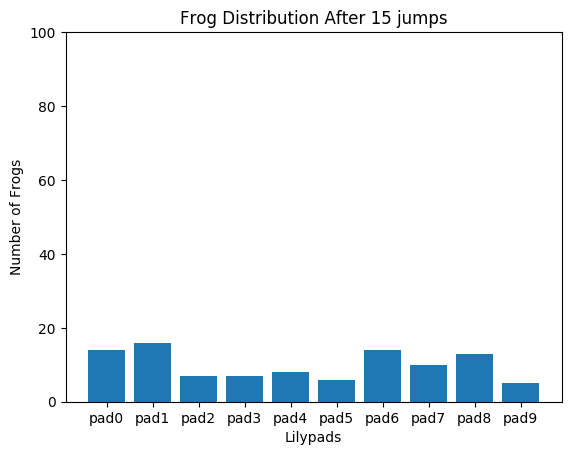 Frog Distribution After 15 jumps
100
80
60
40
20
0
Number of Frogs
pad0 pad1 pad2 pad3 pad4 pad5 pad6 pad7 pad8 pad9
Lilypads